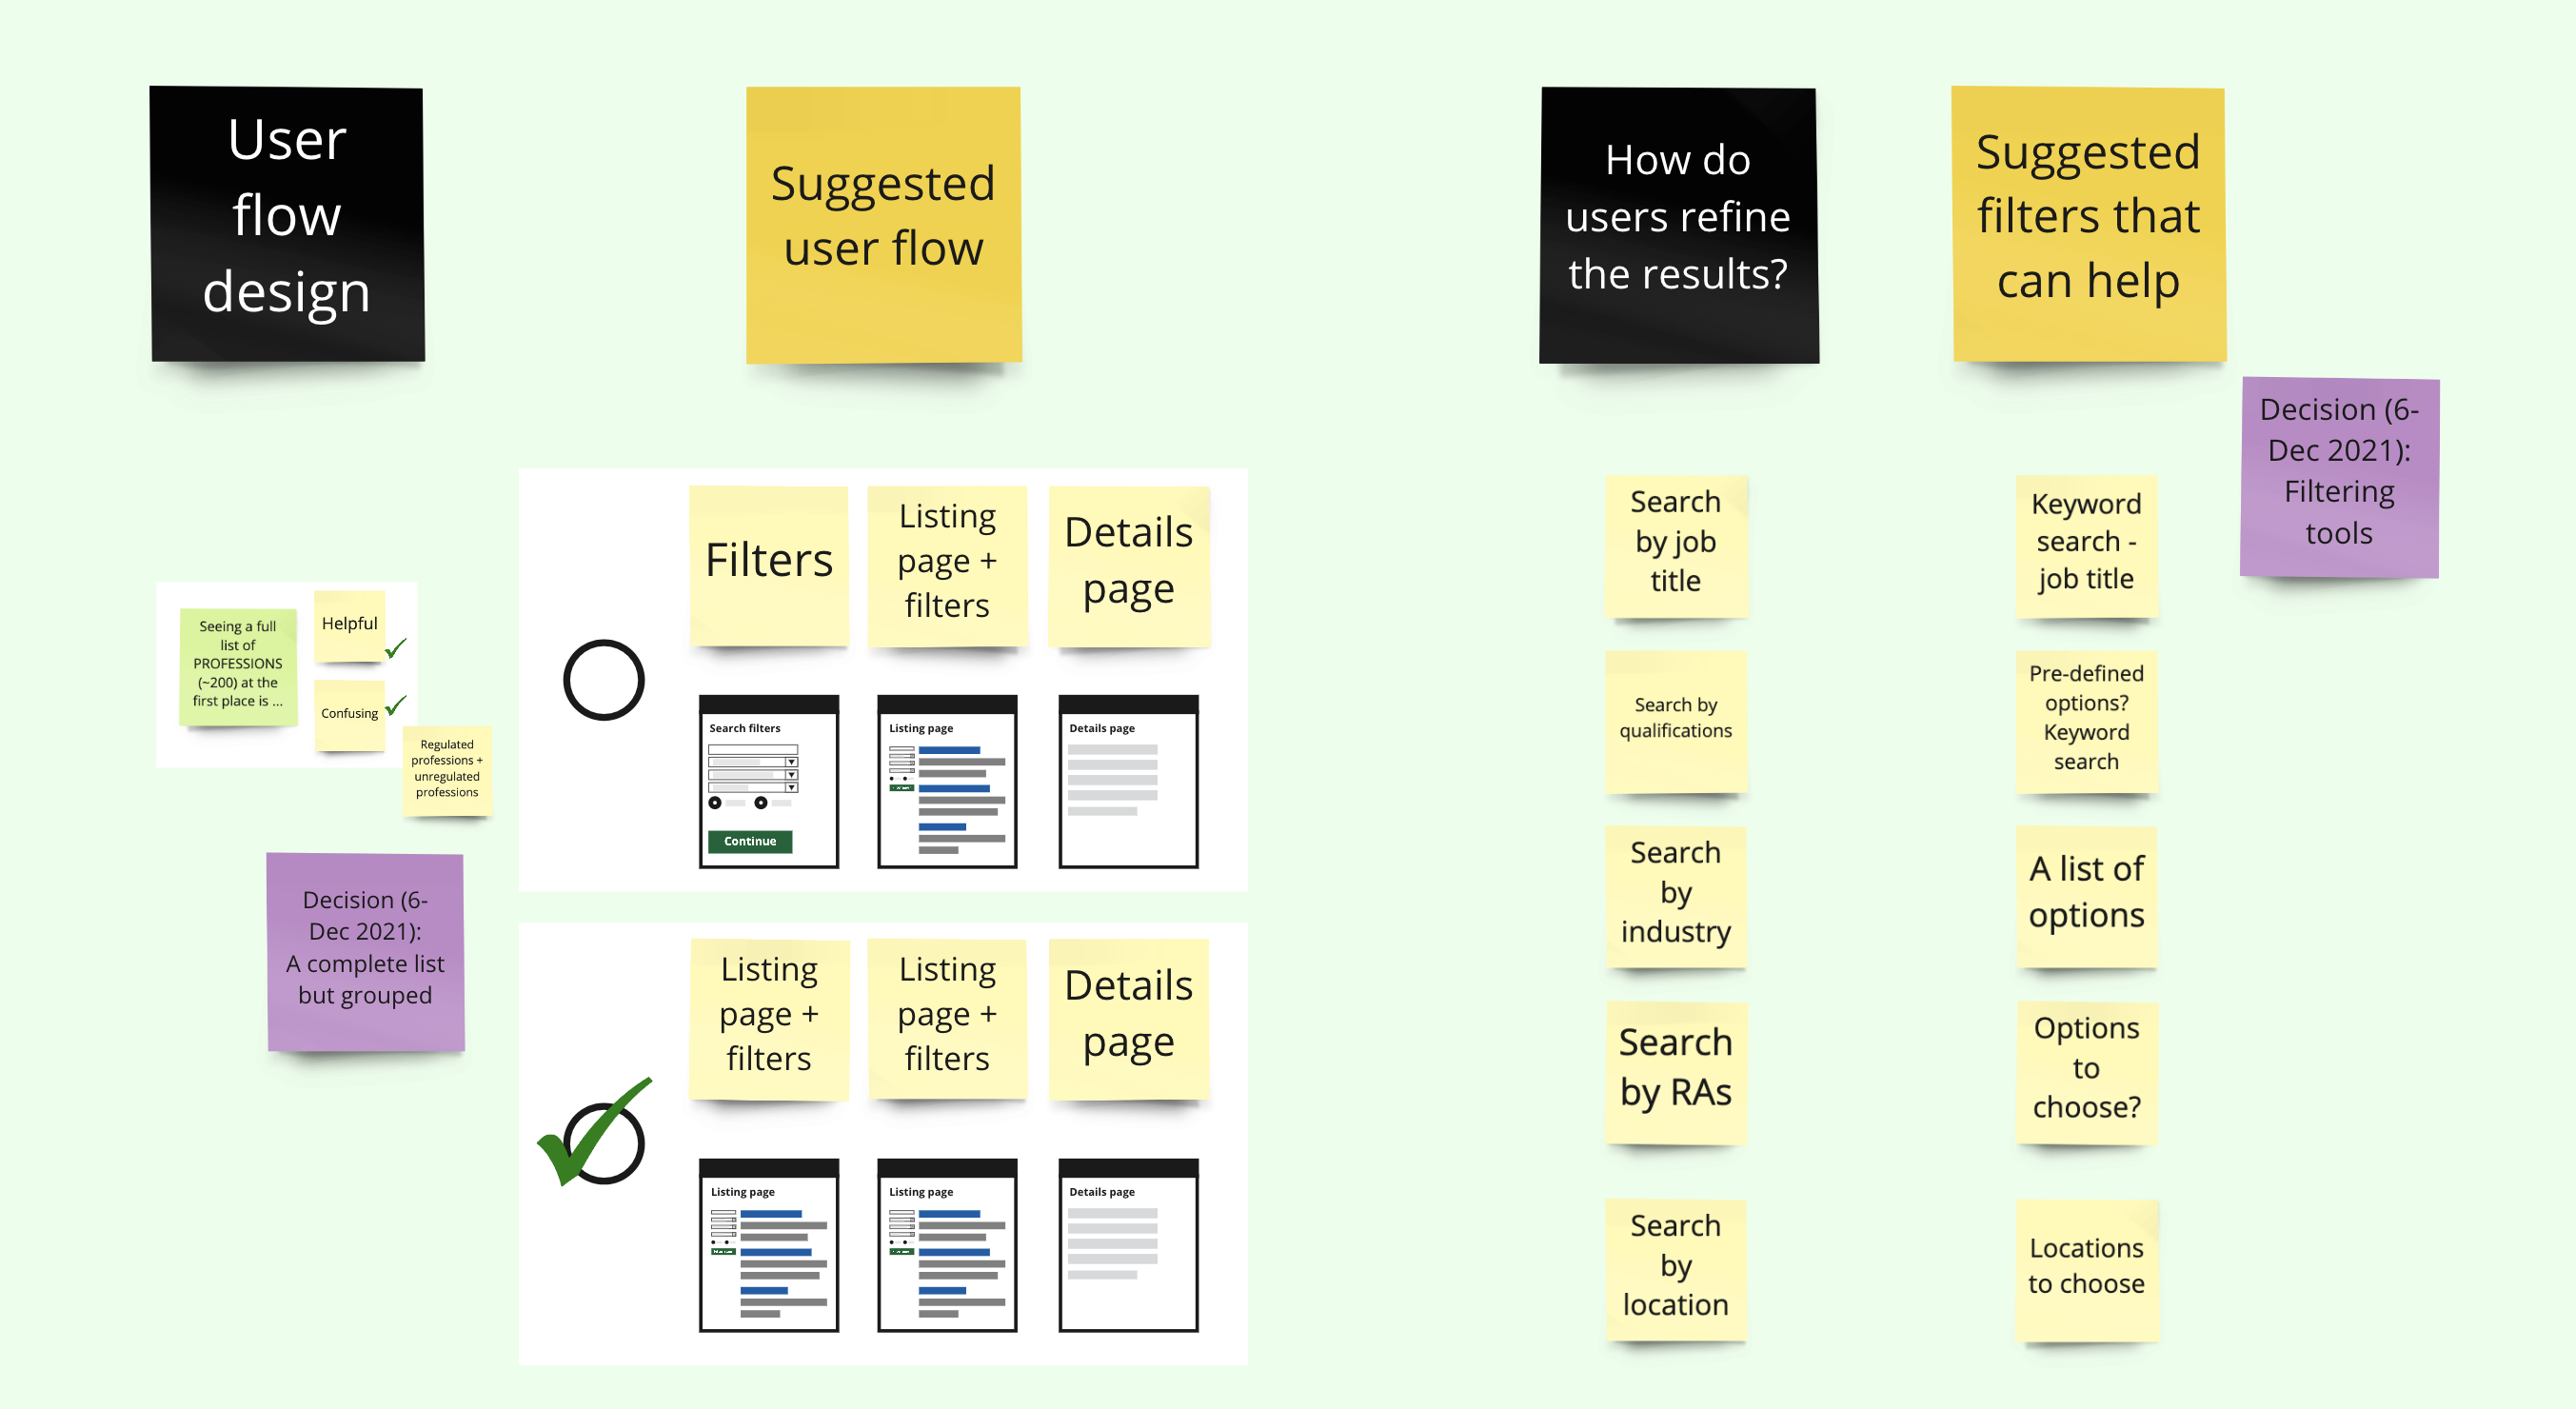 User
flow
design
Suggested
user flow
How do
users refine
the results?
Suggested
filters that
can help
Decision (6-
Dec 2021):
Filtering
tools
Seeing a full
list of
PROFESSIONS
(~200) at the
first place is ...
Helpful
Confusing
Regulated
professions +
unregulated
professions
Decision (6-
Dec 2021):
A complete list
but grouped
Filters
Listing
page +
filters
Details
page
Search filters
Continue
Listing page
Details page
Listing
page +
filters
Listing
page +
filters
Details
page
Listing page
Listing page
Details page
Search
by job
title
Keyword
search -
job title
Search by
qualifications
Pre-defined
options?
Keyword
search
Search
by
industry
A list of
options
Search
by RAs
Options
to
choose?
Search
by
location
Locations
to choose